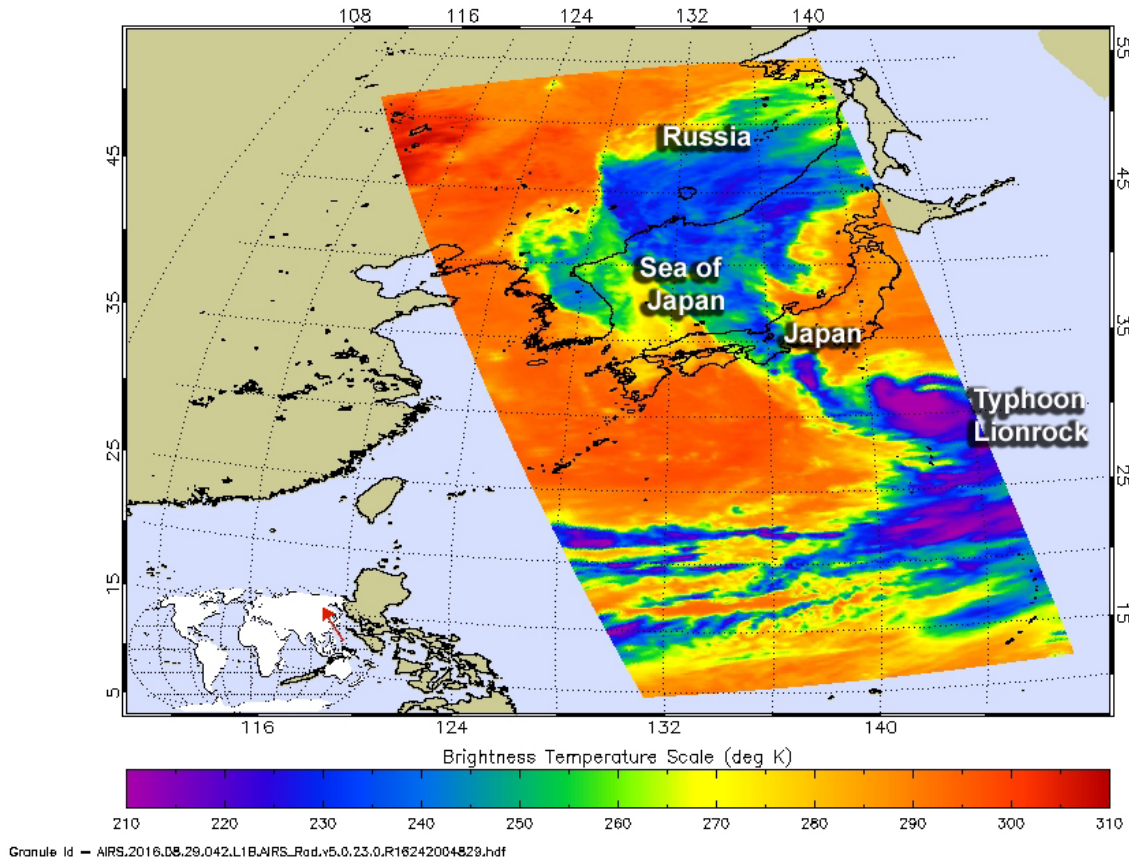 108 116 124 132 140
55
45
45
35
35
25
25
15
15
5
Russia
Sea of
Japan
Japan
Typhoon
Lionrock
116 124 132 140
Brightness Temperature Scale (deg K)
210 220 230 240 250 260 270 280 290 300 310
Granule Id — AIRS.2016.08.29.042.L1B.AIRS_Rad.v5.0.23.0.R16242004829.hdf